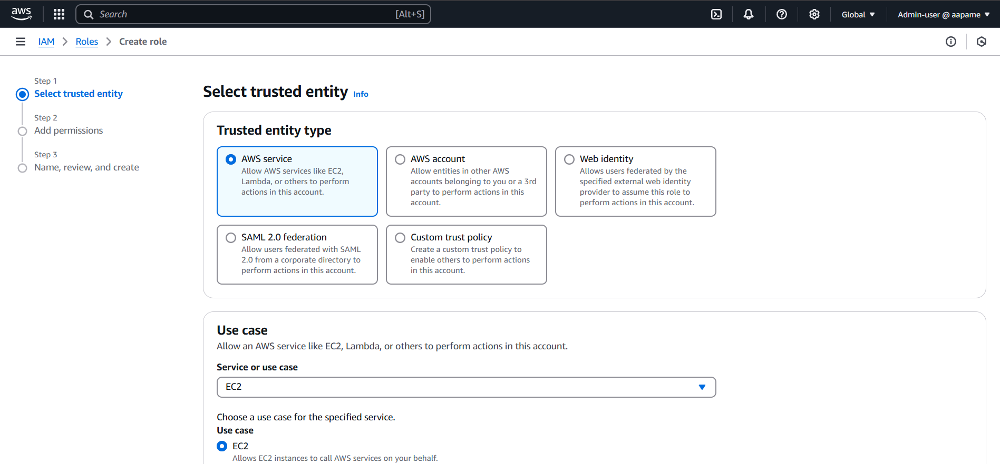 aws
Search [Alt+S]
Global
Admin-user @ aapame
IAM > Roles > Create role
Step 1
Select trusted entity
Step 2
Add permissions
Step 3
Name, review, and create
Select trusted entity Info
Trusted entity type
AWS service
Allow AWS services like EC2,
Lambda, or others to perform
actions in this account.
AWS account
Allow entities in other AWS
accounts belonging to you or a 3rd
party to perform actions in this
account.
Web identity
Allows users federated by the
specified external web identity
provider to assume this role to
perform actions in this account.
SAML 2.0 federation
Allow users federated with SAML
2.0 from a corporate directory to
perform actions in this account.
Custom trust policy
Create a custom trust policy to
enable others to perform actions
in this account.
Use case
Allow an AWS service like EC2, Lambda, or others to perform actions in this account.
Service or use case
EC2
Choose a use case for the specified service.
Use case
EC2
Allows EC2 instances to call AWS services on your behalf.